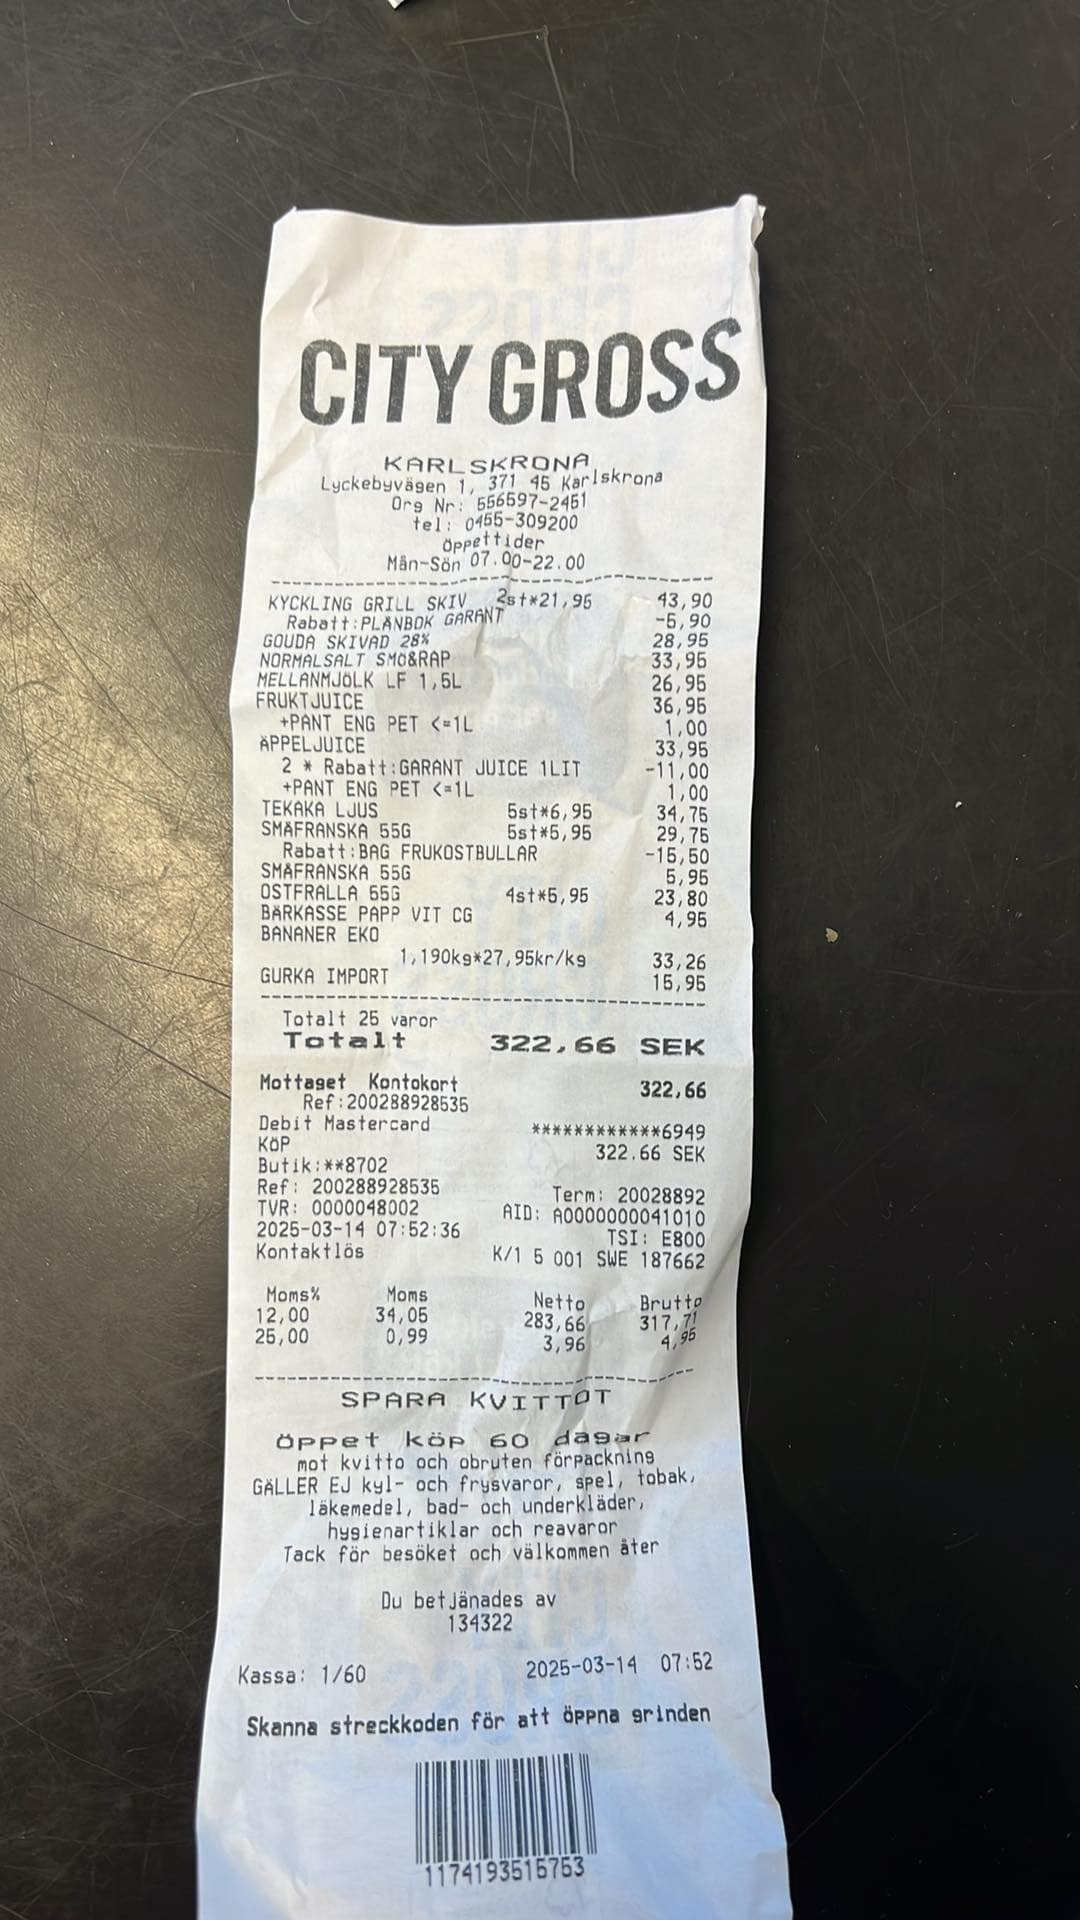 CITY GROSS
KARLSKRONA
Lyckebyvägen 1, 371 45 Karlskrona
Org Nr: 556597-2451
tel: 0455-309200
öppettider
Mån-Sön 07.00-22.00
KYCKLING GRILL SKIV 2st*21,95 43,90
Rabatt:PLÅNBOK GARANT -5,90
GOUDA SKIVAD 28% 28,95
NORMALSALT SMÖ&RAP 33,95
MELLANMJÖLK LF 1,5L 26,95
FRUKTJUICE 36,95
+PANT ENG PET <=1L 1,00
ÄPPELJUICE 33,95
2 * Rabatt:GARANT JUICE 1LIT -11,00
+PANT ENG PET <=1L 1,00
TEKAKA LJUS 5st*6,95 34,75
SMÅFRANSKA 55G 5st*5,95 29,75
Rabatt:BAG FRUKOSTBULLAR -15,50
SMÅFRANSKA 55G 5,95
OSTFRALLA 55G 4st*5,95 23,80
BÄRKASSE PAPP VIT CG 4,95
BANANER EKO
1,190kg*27,95kr/kg 33,26
GURKA IMPORT 15,95
Totalt 25 varor
Totalt 322,66 SEK
Mottaget Kontokort 322,66
Ref:200288928535
Debit Mastercard ************6949
KÖP 322.66 SEK
Butik:**8702
Ref: 200288928535 Term: 20028892
TVR: 0000048002 AID: A0000000041010
2025-03-14 07:52:36 TSI: E800
Kontaktlös K/1 5 001 SWE 187662
Moms% Moms Netto Brutto
12,00 34,05 283,66 317,71
25,00 0,99 3,96 4,95
SPARA KVITTOT
Öppet köp 60 dagar
mot kvitto och obruten förpackning
GÄLLER EJ kyl- och frysvaror, spel, tobak,
läkemedel, bad- och underkläder,
hygienartiklar och reavaror
Tack för besöket och välkommen åter
Du betjänades av
134322
Kassa: 1/60 2025-03-14 07:52
Skanna streckkoden för att öppna grinden
1174193515753